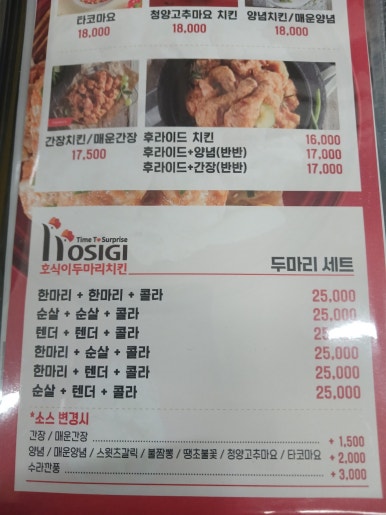 타코마요 청양고추마요 치킨 양념치킨/매운양념
18,000 18,000 18,000
간장치킨/매운간장 후라이드 치킨 16,000
17,500 후라이드+양념(반반) 17,000
후라이드+간장(반반) 17,000
Time To Surprise
HOSIGI
호식이두마리치킨 두마리 세트
한마리 + 한마리 + 콜라 25,000
순살 + 순살 + 콜라 25,000
텐더 + 텐더 + 콜라 25,000
한마리 + 순살 + 콜라 25,000
한마리 + 텐더 + 콜라 25,000
순살 + 텐더 + 콜라 25,000
*소스 변경시
간장 / 매운간장 + 1,500
양념 / 매운양념 / 스윗츠갈릭 / 불짬뽕 / 땡초불꽃 / 청양고추마요 / 타코마요 + 2,000
수라깐풍 + 3,000